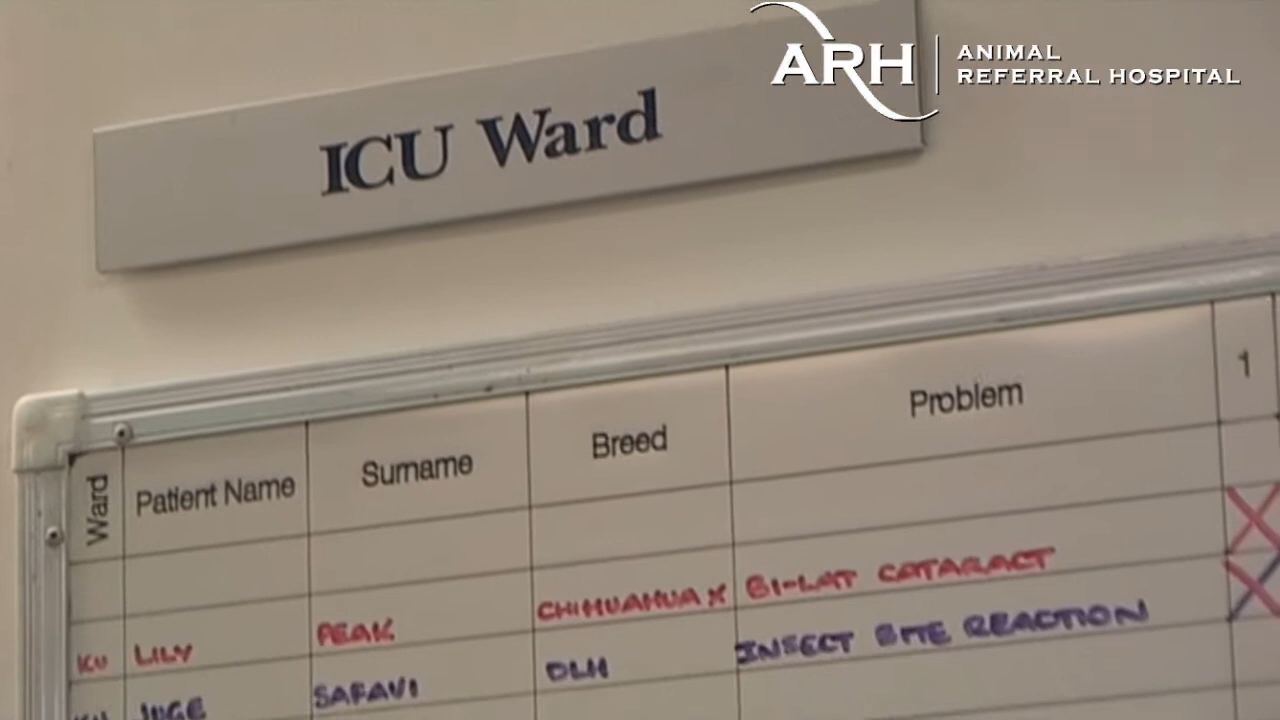 ARH
ANIMAL
REFERRAL HOSPITAL
ICU Ward
Ward Patient Name Surname Breed Problem 1
ICU LILY PEAK CHIHUAHUA X BI-LAT CATARACT
SAFAVI DLH INSECT BITE REACTION